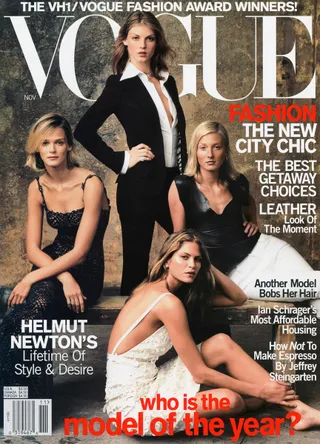 THE VH1/VOGUE FASHION AWARD WINNERS!
VOGUE
NOV
FASHION
THE NEW
CITY CHIC
THE BEST
GETAWAY
CHOICES
LEATHER
Look Of
The Moment
Another Model
Bobs Her Hair
Ian Schrager's
Most Affordable
Housing
How Not To
Make Espresso
By Jeffrey
Steingarten
HELMUT
NEWTON'S
Lifetime Of
Style & Desire
who is the
model of the year?